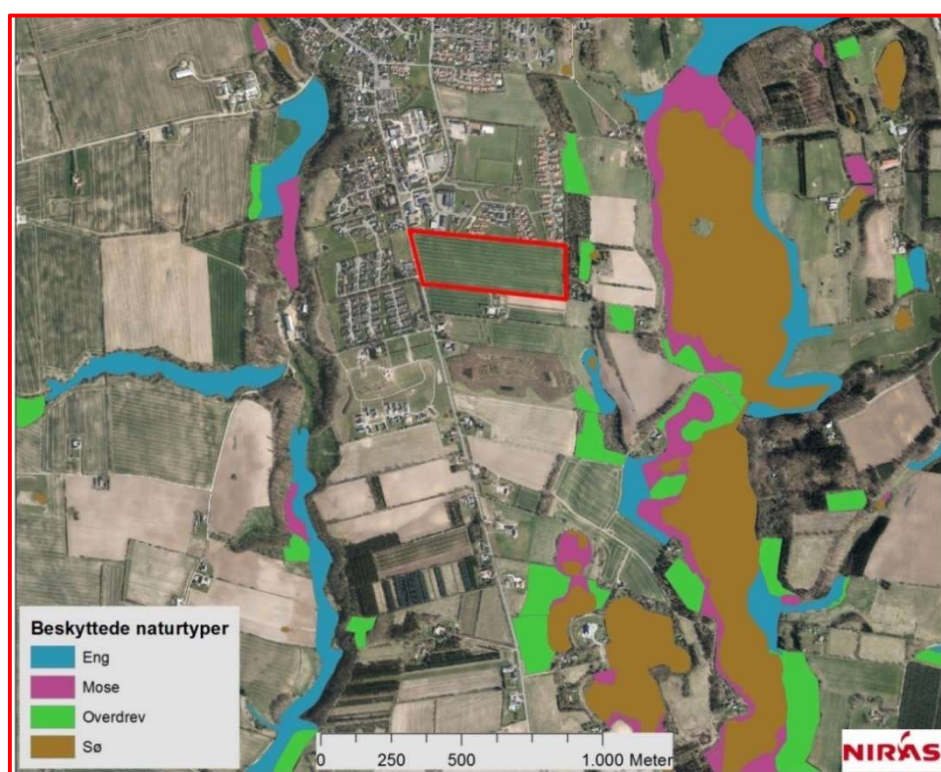 Beskyttede naturtyper
Eng
Mose
Overdrev
Sø
0 250 500 1.000 Meter
NIRAS